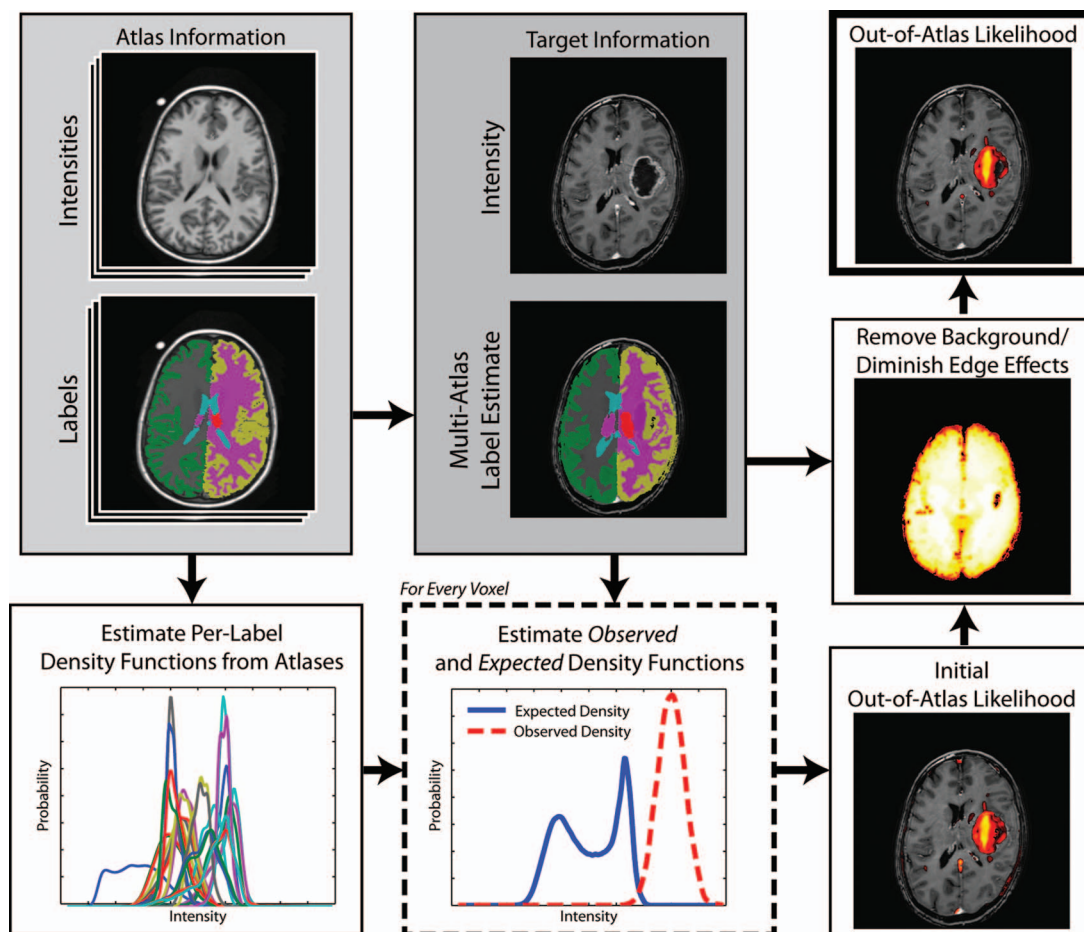 Atlas Information
Intensities
Labels
Target Information
Intensity
Multi-Atlas
Label Estimate
Out-of-Atlas Likelihood
Remove Background/
Diminish Edge Effects
For Every Voxel
Estimate Per-Label
Density Functions from Atlases
Probability
Intensity
Estimate Observed
and Expected Density Functions
Expected Density
Observed Density
Probability
Intensity
Initial
Out-of-Atlas Likelihood